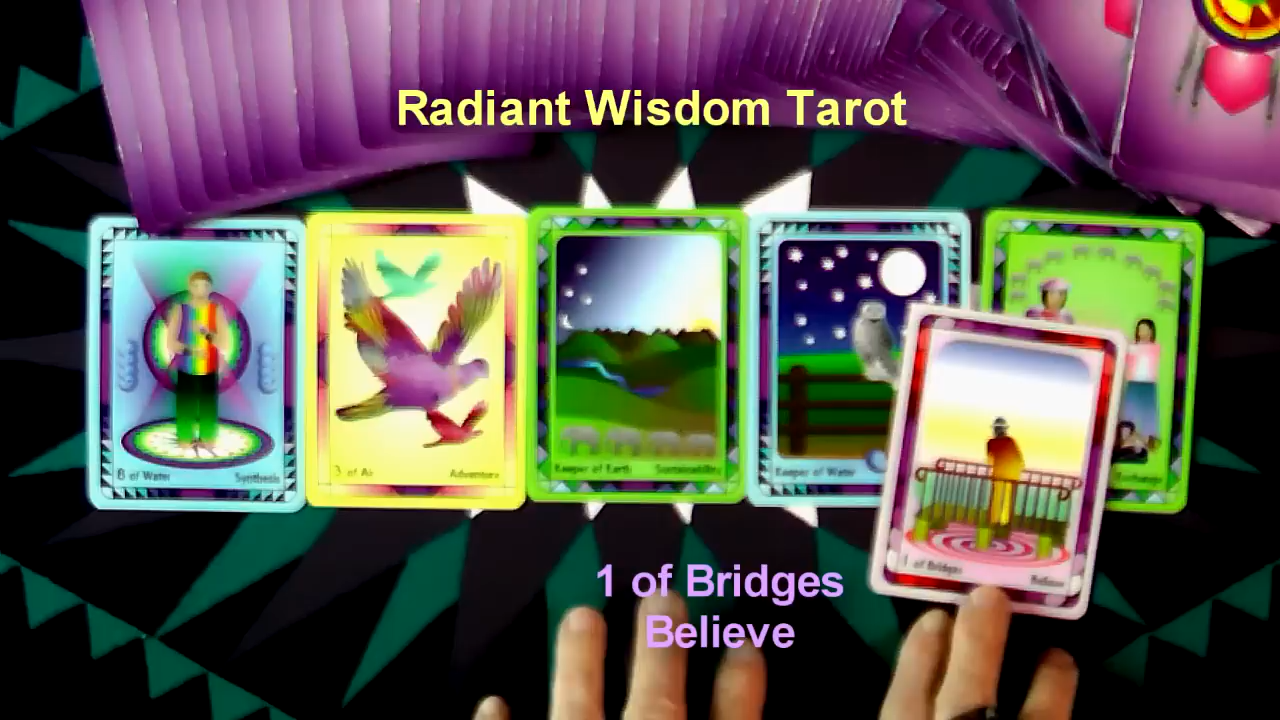 Radiant Wisdom Tarot
8 of Water Synthesis
3 of Air Adventure
Keeper of Earth Sustainability
Keeper of Water
Exchange
1 of Bridges Believe
1 of Bridges
Believe